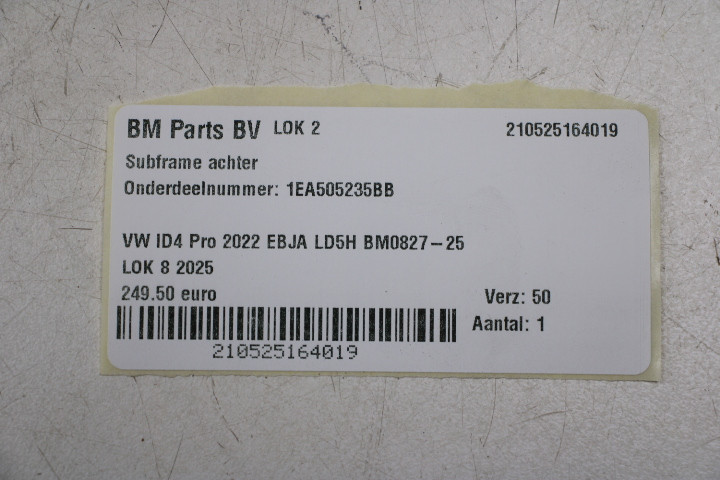 BM Parts BV LOK 2 210525164019
Subframe achter
Onderdeelnummer: 1EA505235BB
VW ID4 Pro 2022 EBJA LD5H BM0827-25
LOK 8 2025
249.50 euro Verz: 50
Aantal: 1
210525164019